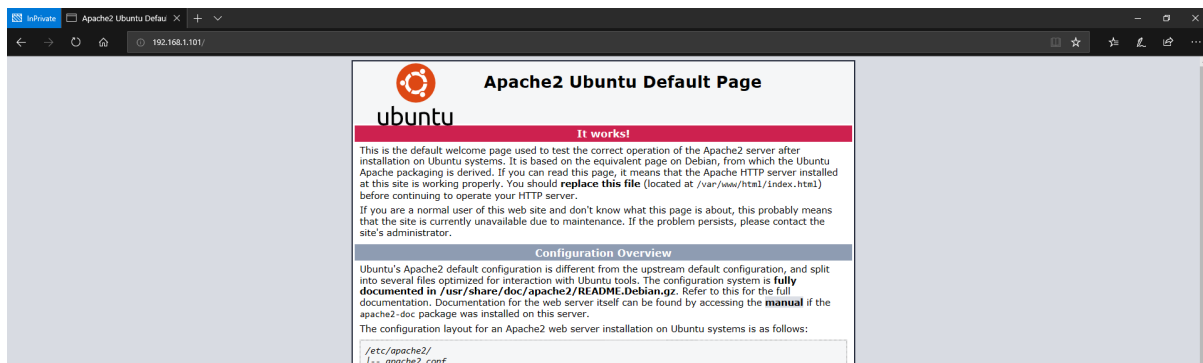 InPrivate
Apache2 Ubuntu Defau
192.168.1.101/
Apache2 Ubuntu Default Page
ubuntu
It works!
This is the default welcome page used to test the correct operation of the Apache2 server after
installation on Ubuntu systems. It is based on the equivalent page on Debian, from which the Ubuntu
Apache packaging is derived. If you can read this page, it means that the Apache HTTP server installed
at this site is working properly. You should replace this file (located at /var/www/html/index.html)
before continuing to operate your HTTP server.
If you are a normal user of this web site and don't know what this page is about, this probably means
that the site is currently unavailable due to maintenance. If the problem persists, please contact the
site's administrator.
Configuration Overview
Ubuntu's Apache2 default configuration is different from the upstream default configuration, and split
into several files optimized for interaction with Ubuntu tools. The configuration system is fully
documented in /usr/share/doc/apache2/README.Debian.gz. Refer to this for the full
documentation. Documentation for the web server itself can be found by accessing the manual if the
apache2-doc package was installed on this server.
The configuration layout for an Apache2 web server installation on Ubuntu systems is as follows:
/etc/apache2/
|-- apache2.conf